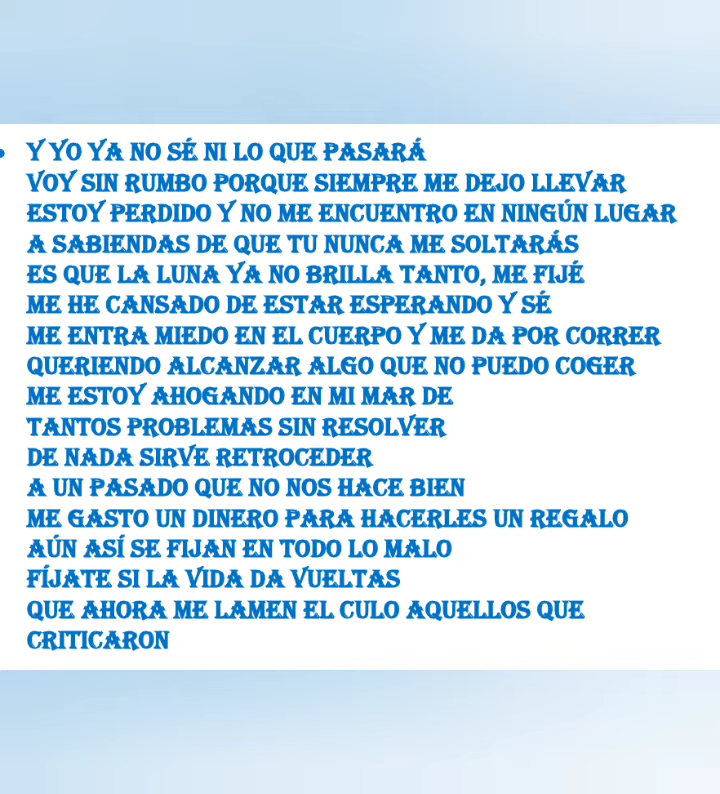 Y YO YA NO SÉ NI LO QUE PASARÁ
VOY SIN RUMBO PORQUE SIEMPRE ME DEJO LLEVAR
ESTOY PERDIDO Y NO ME ENCUENTRO EN NINGÚN LUGAR
A SABIENDAS DE QUE TU NUNCA ME SOLTARÁS
ES QUE LA LUNA YA NO BRILLA TANTO, ME FIJÉ
ME HE CANSADO DE ESTAR ESPERANDO Y SÉ
ME ENTRA MIEDO EN EL CUERPO Y ME DA POR CORRER
QUERIENDO ALCANZAR ALGO QUE NO PUEDO COGER
ME ESTOY AHOGANDO EN MI MAR DE
TANTOS PROBLEMAS SIN RESOLVER
DE NADA SIRVE RETROCEDER
A UN PASADO QUE NO NOS HACE BIEN
ME GASTO UN DINERO PARA HACERLES UN REGALO
AÚN ASÍ SE FIJAN EN TODO LO MALO
FÍJATE SI LA VIDA DA VUELTAS
QUE AHORA ME LAMEN EL CULO AQUELLOS QUE
CRITICARON